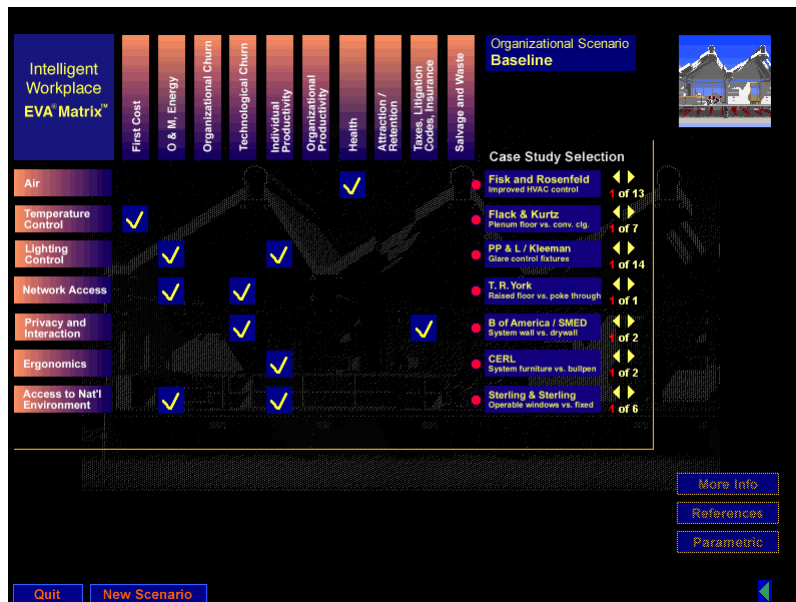 Intelligent
Workplace
EVA® Matrix™
First Cost
O & M, Energy
Organizational Churn
Technological Churn
Individual
Productivity
Organizational
Productivity
Health
Attraction /
Retention
Taxes, Litigation
Codes, Insurance
Salvage and Waste
Organizational Scenario
Baseline
Case Study Selection
Air
Fisk and Rosenfeld
Improved HVAC control
1 of 13
Temperature
Control
Flack & Kurtz
Plenum floor vs. conv. clg.
1 of 7
Lighting
Control
PP & L / Kleeman
Glare control fixtures
1 of 14
Network Access
T. R. York
Raised floor vs. poke through
1 of 1
Privacy and
Interaction
B of America / SMED
System wall vs. drywall
1 of 2
Ergonomics
CERL
System furniture vs. bullpen
1 of 2
Access to Nat'l
Environment
Sterling & Sterling
Operable windows vs. fixed
1 of 6
More Info
References
Parametric
Quit
New Scenario